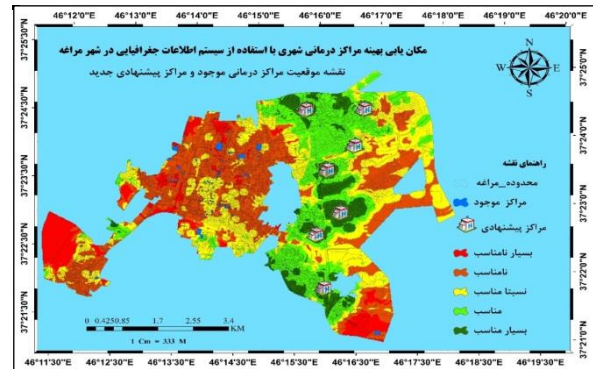 46°12'0"E 46°13'0"E 46°14'0"E 46°15'0"E 46°16'0"E 46°17'0"E 46°18'0"E 46°19'0"E 46°20'0"E
مکان یابی بهینه مراکز درمانی شهری با استفاده از سیستم اطلاعات جغرافیایی در شهر مراغه
نقشه موقعیت مراکز درمانی موجود و مراکز پیشنهادی جدید
N
W E
S
راهنمای نقشه
محدوده_مراغه
مراکز موجود
مراکز پیشنهادی
بسیار نامناسب
نامناسب
نسبتا مناسب
مناسب
بسیار مناسب
37°25'30"N
37°24'30"N
37°23'30"N
37°22'30"N
37°21'30"N
37°25'0"N
37°24'0"N
37°23'0"N
37°22'0"N
37°21'0"N
0 0.425 0.85 1.7 2.55 3.4
KM
1 Cm = 333 M
46°11'30"E 46°12'30"E 46°13'30"E 46°14'30"E 46°15'30"E 46°16'30"E 46°17'30"E 46°18'30"E 46°19'30"E